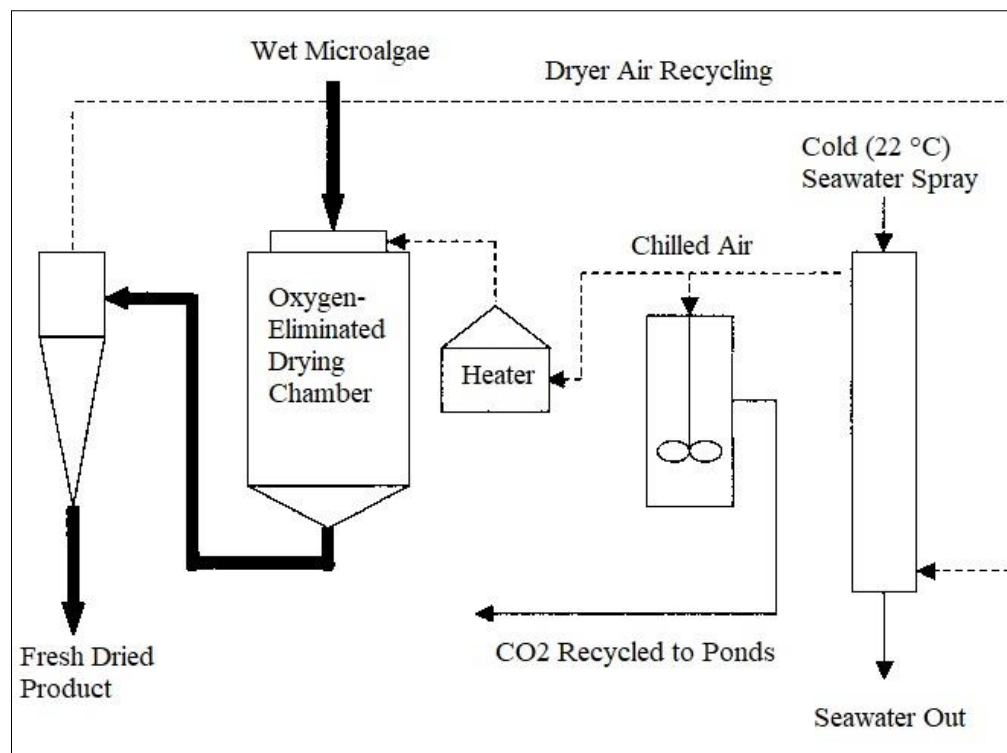 Wet Microalgae
Dryer Air Recycling
Cold (22 °C)
Seawater Spray
Chilled Air
Oxygen-
Eliminated
Drying
Chamber
Heater
CO2 Recycled to Ponds
Fresh Dried
Product
Seawater Out